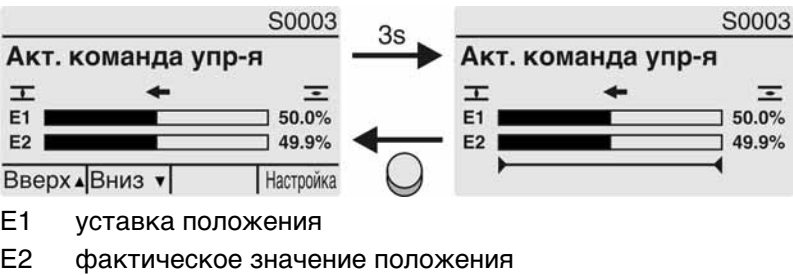 S0003
Акт. команда упр-я
E1 50.0%
E2 49.9%
Вверх▲ Вниз ▼ Настройка
3s
S0003
Акт. команда упр-я
E1 50.0%
E2 49.9%
E1 уставка положения
E2 фактическое значение положения